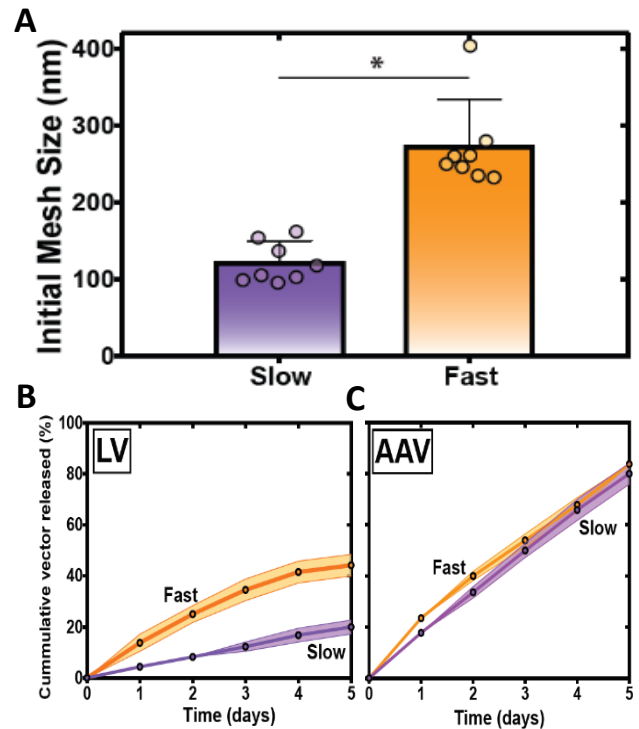 A
Initial Mesh Size (nm)
400
300
200
100
0
*
Slow
Fast
B
Cummulative vector released (%)
100
80
60
40
20
0
LV
Fast
Slow
0 1 2 3 4 5
Time (days)
C
AAV
Fast
Slow
0 1 2 3 4 5
Time (days)